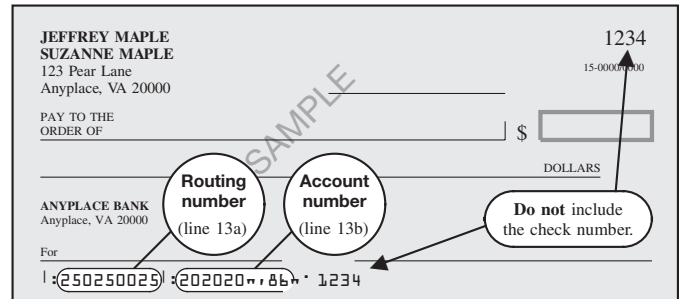 JEFFREY MAPLE
SUZANNE MAPLE
123 Pear Lane
Anyplace, VA 20000
1234
15-0000/0000
SAMPLE
PAY TO THE
ORDER OF
$
DOLLARS
Routing
number
(line 13a)
Account
number
(line 13b)
Do not include
the check number.
ANYPLACE BANK
Anyplace, VA 20000
For
|:250250025|:202020"'86"' 1234